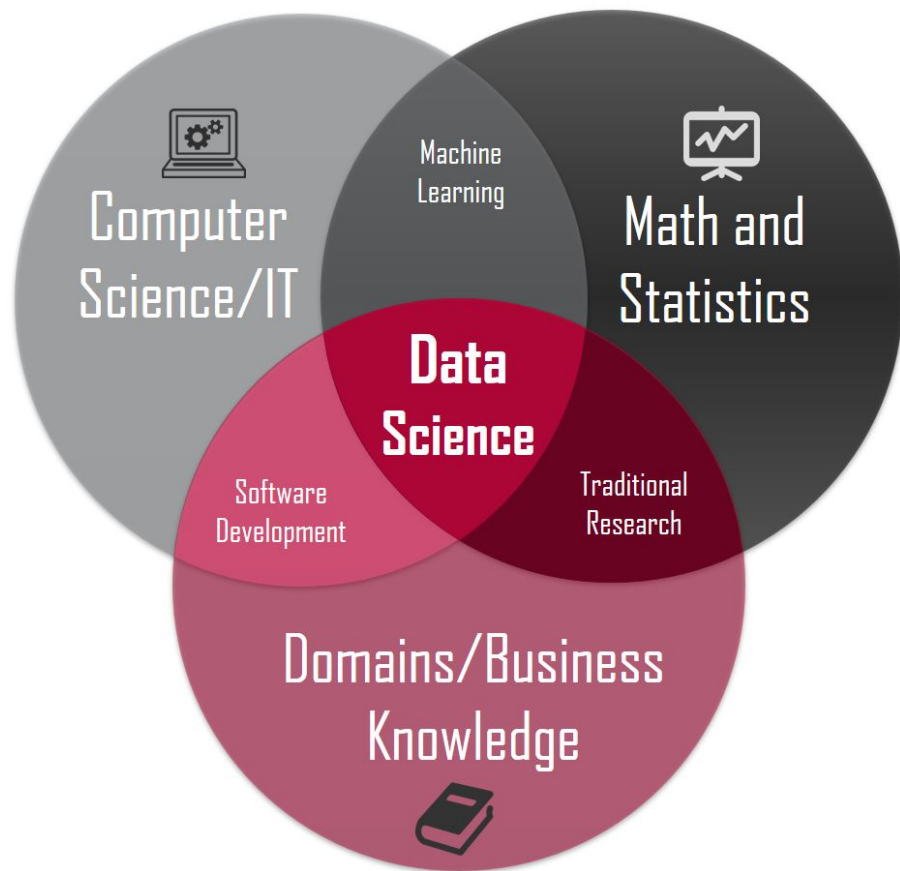 Machine
Learning
Computer
Science/IT
Math and
Statistics
Data
Science
Software
Development
Traditional
Research
Domains/Business
Knowledge